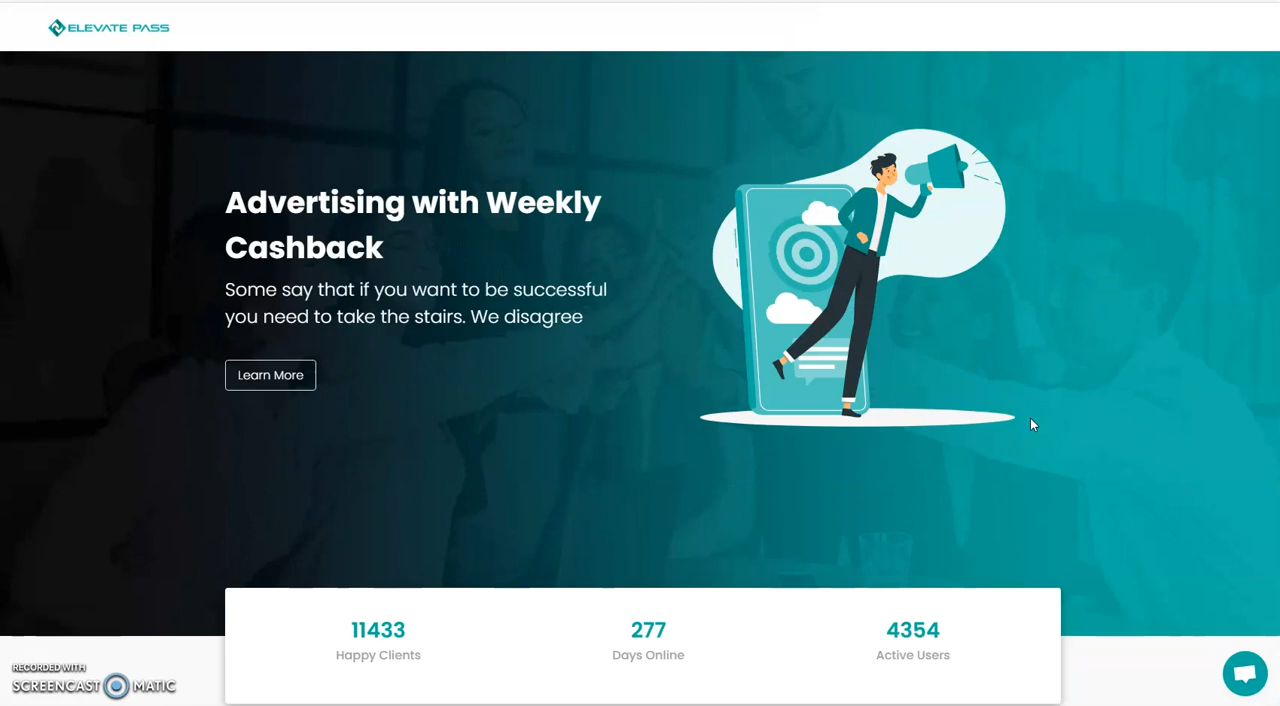 ELEVATE PASS
Advertising with Weekly
Cashback
Some say that if you want to be successful
you need to take the stairs. We disagree
Learn More
11433
Happy Clients
277
Days Online
4354
Active Users
RECORDED WITH
SCREENCAST MATIC